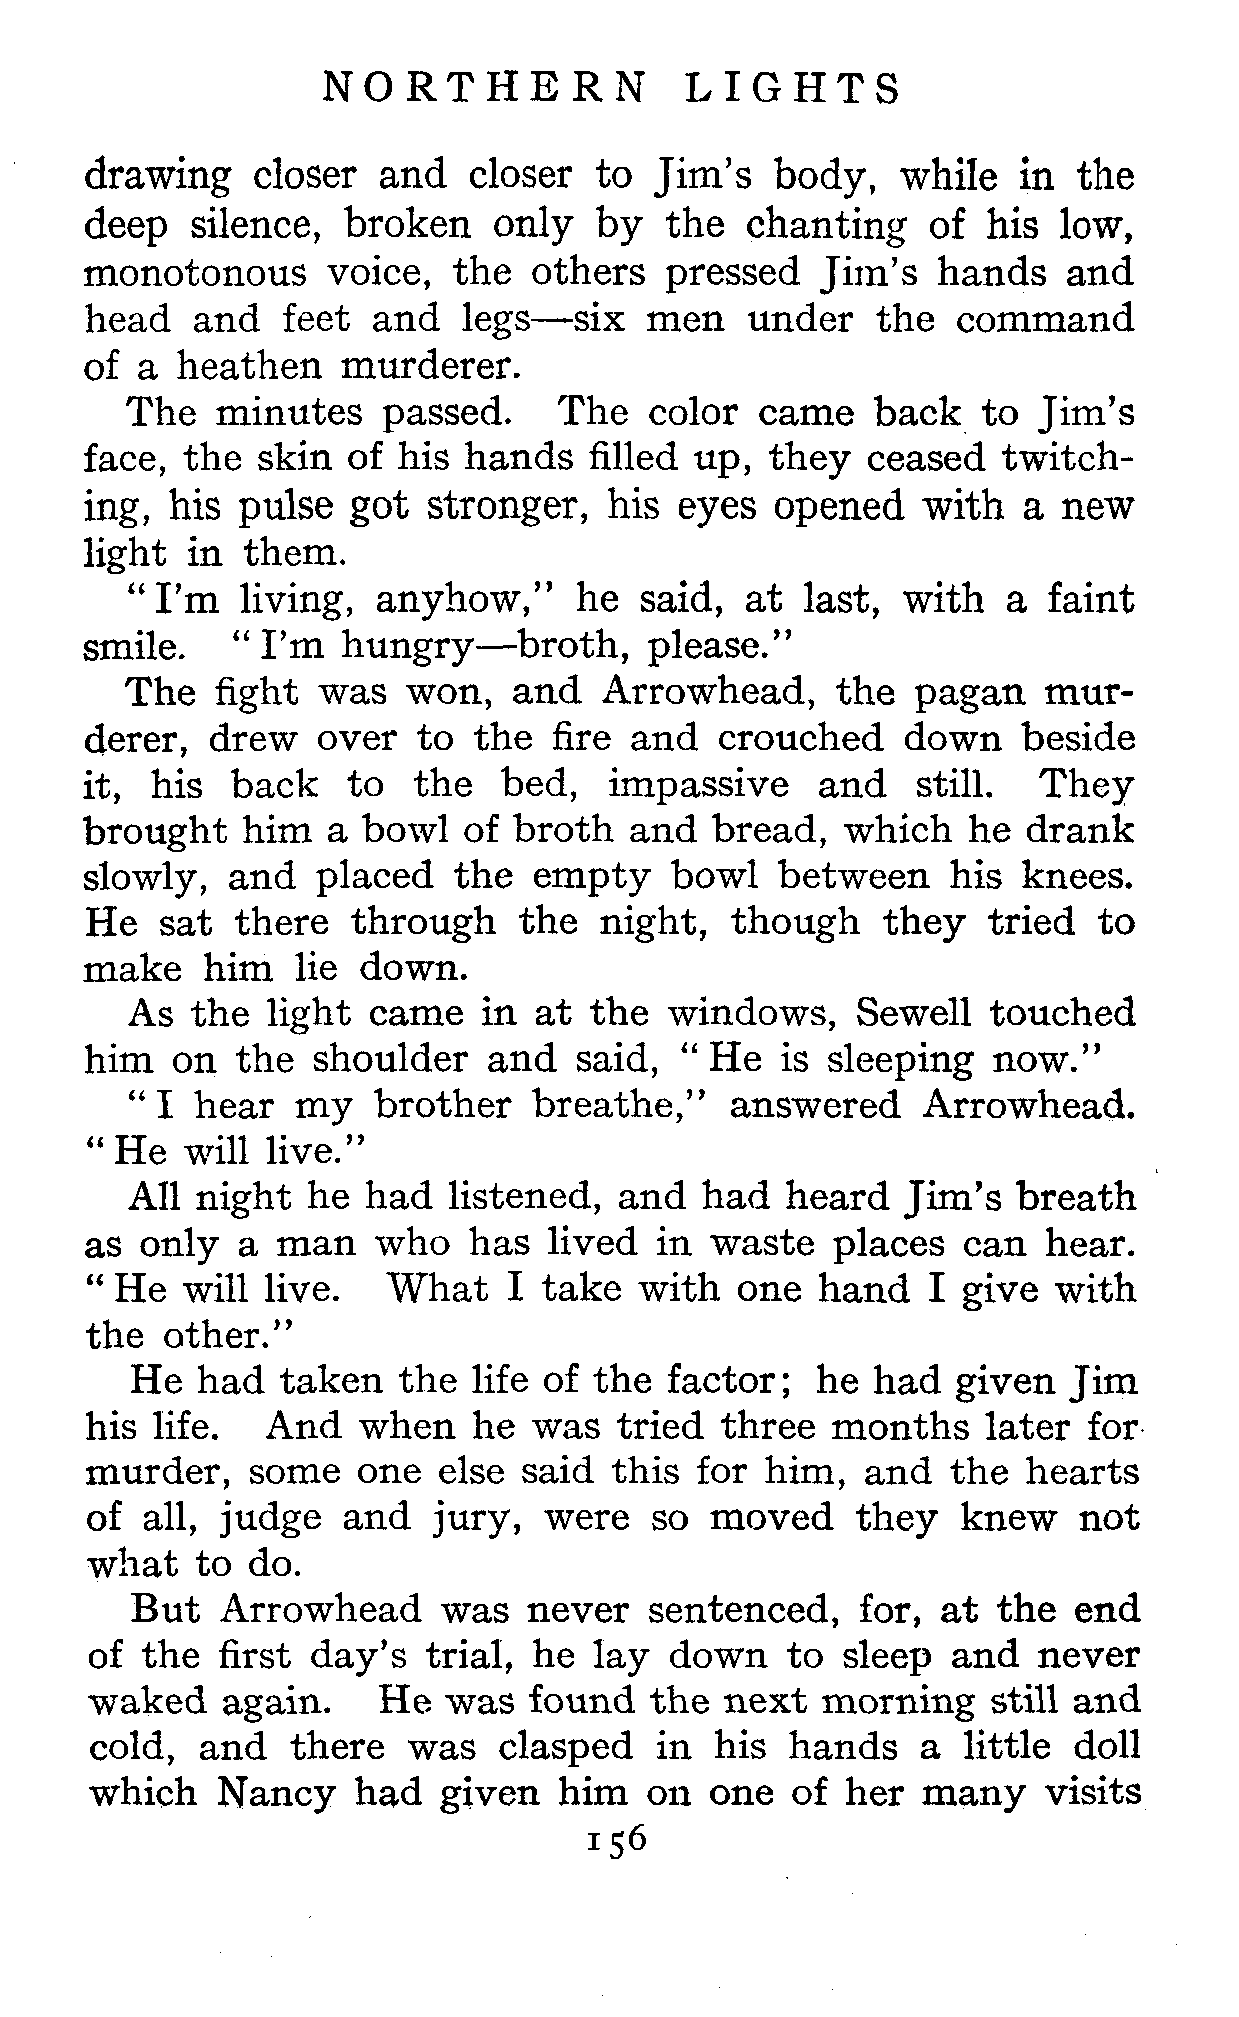 NORTHERN LIGHTS
drawing closer and closer to Jim's body, while in the
deep silence, broken only by the chanting of his low,
monotonous voice, the others pressed Jim's hands and
head and feet and legs—six men under the command
of a heathen murderer.
The minutes passed. The color came back to Jim's
face, the skin of his hands filled up, they ceased twitch-
ing, his pulse got stronger, his eyes opened with a new
light in them.
"I'm living, anyhow," he said, at last, with a faint
smile. "I'm hungry—broth, please."
The fight was won, and Arrowhead, the pagan mur-
derer, drew over to the fire and crouched down beside
it, his back to the bed, impassive and still. They
brought him a bowl of broth and bread, which he drank
slowly, and placed the empty bowl between his knees.
He sat there through the night, though they tried to
make him lie down.
As the light came in at the windows, Sewell touched
him on the shoulder and said, "He is sleeping now."
"I hear my brother breathe," answered Arrowhead.
"He will live."
All night he had listened, and had heard Jim's breath
as only a man who has lived in waste places can hear.
"He will live. What I take with one hand I give with
the other."
He had taken the life of the factor; he had given Jim
his life. And when he was tried three months later for
murder, some one else said this for him, and the hearts
of all, judge and jury, were so moved they knew not
what to do.
But Arrowhead was never sentenced, for, at the end
of the first day's trial, he lay down to sleep and never
waked again. He was found the next morning still and
cold, and there was clasped in his hands a little doll
which Nancy had given him on one of her many visits
156